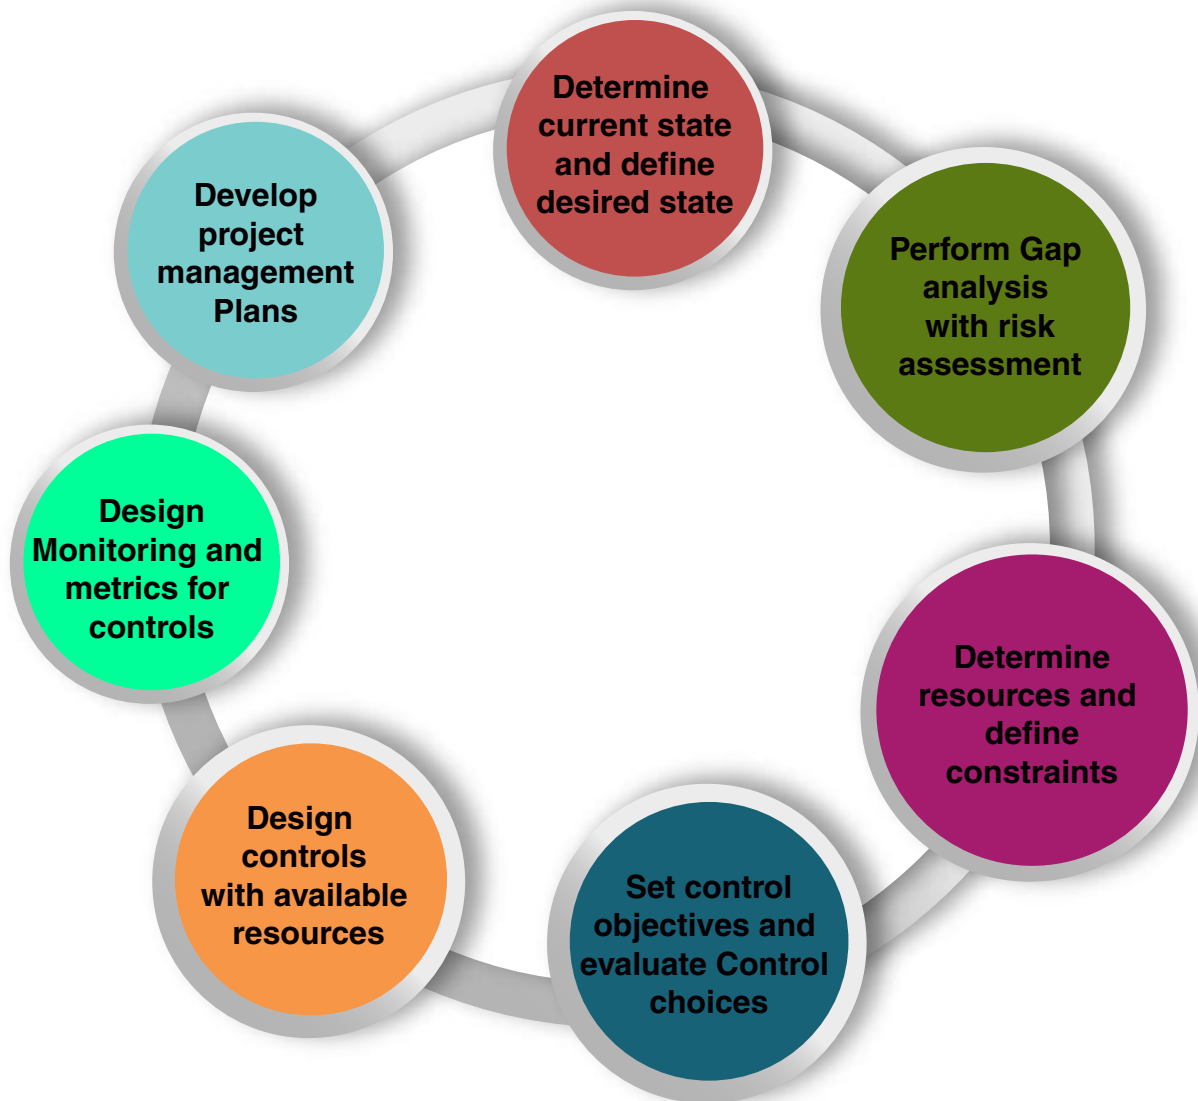 Determine
current state
and define
desired state
Perform Gap
analysis
with risk
assessment
Determine
resources and
define
constraints
Set control
objectives and
evaluate Control
choices
Design
controls
with available
resources
Design
Monitoring and
metrics for
controls
Develop
project
management
Plans